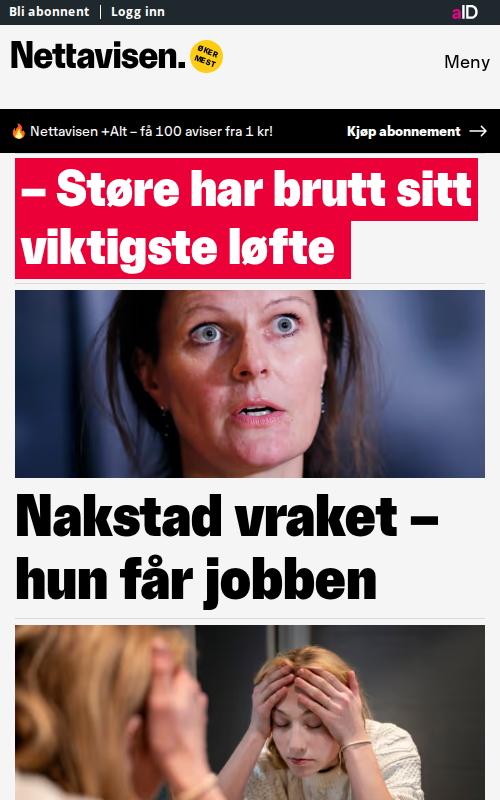 Bli abonnent | Logg inn
aID
Nettavisen.
ØKER
MEST
Meny
Nettavisen +Alt – få 100 aviser fra 1 kr!
Kjøp abonnement →
– Støre har brutt sitt
viktigste løfte
Nakstad vraket –
hun får jobben